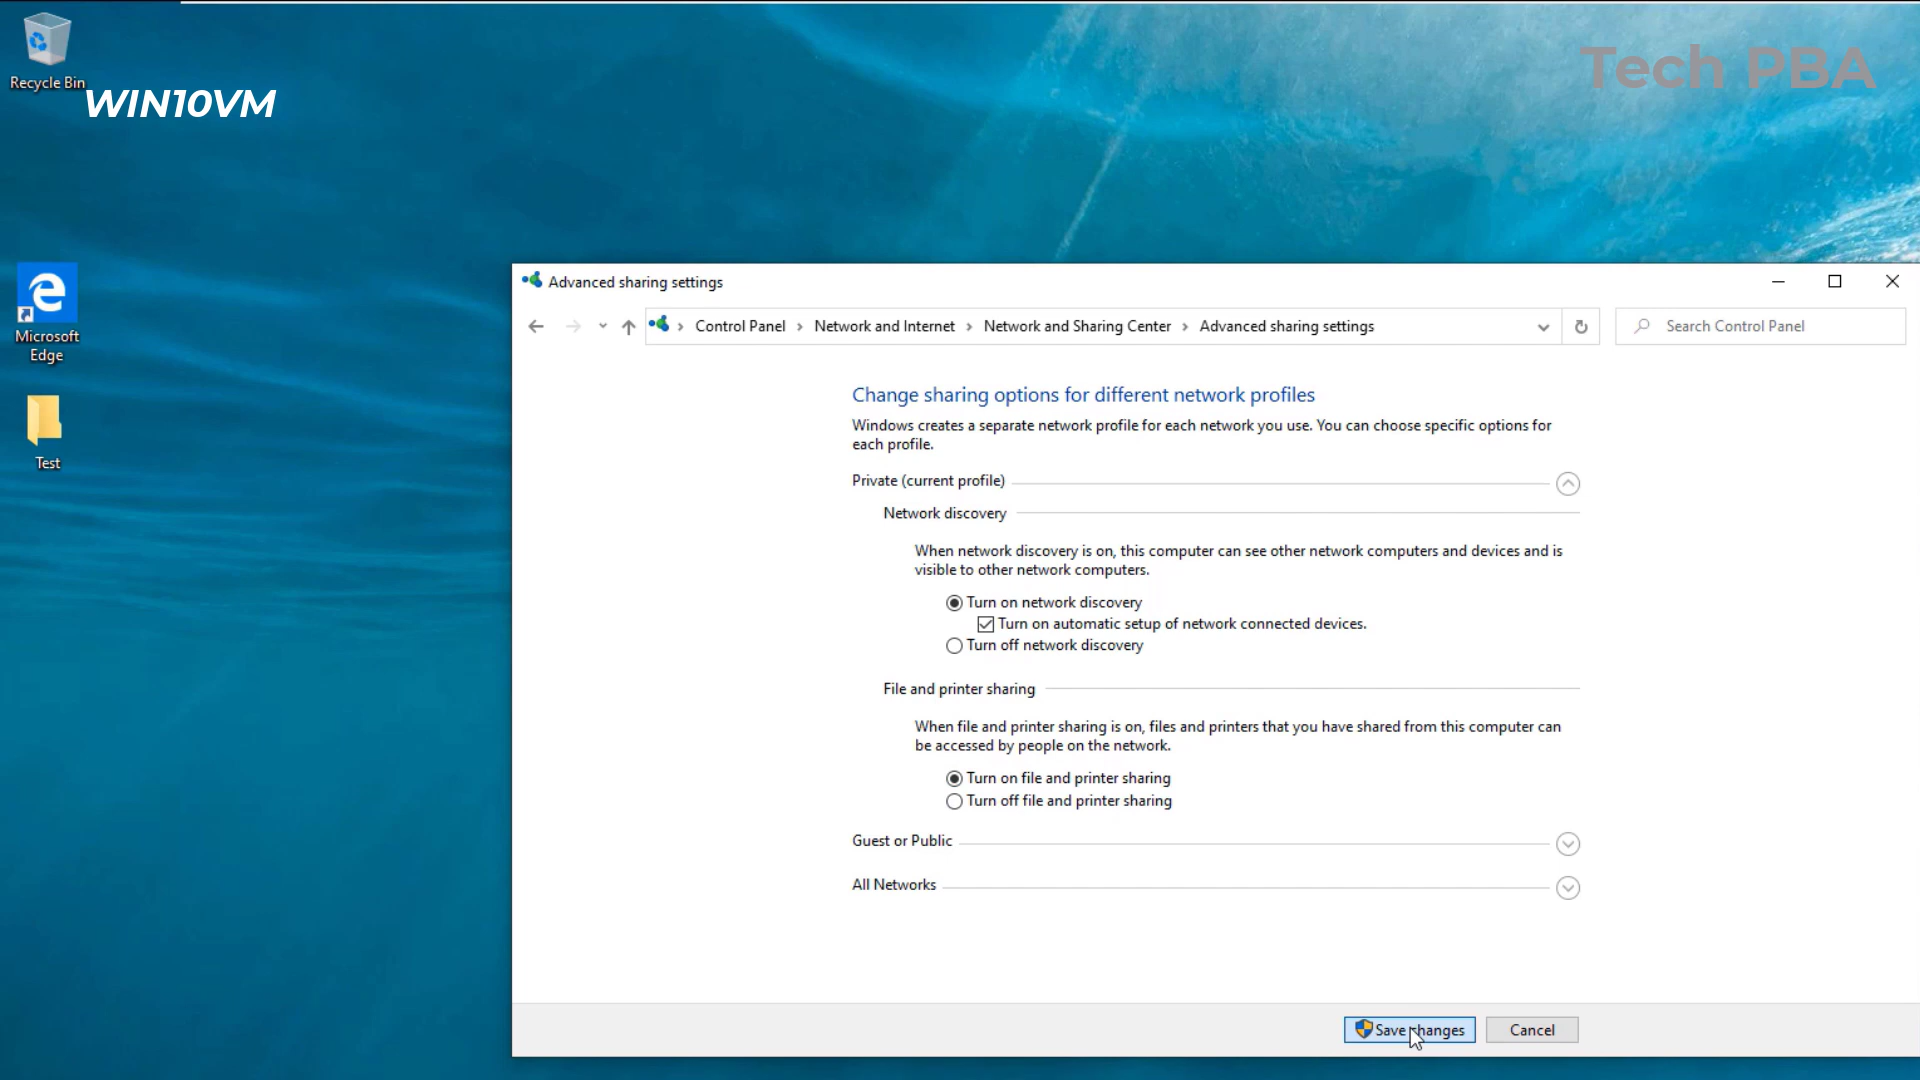 Recycle Bin
WIN10VM
Tech PBA
Microsoft
Edge
Test
Advanced sharing settings
Control Panel
Network and Internet
Network and Sharing Center
Advanced sharing settings
Search Control Panel
Change sharing options for different network profiles
Windows creates a separate network profile for each network you use. You can choose specific options for
each profile.
Private (current profile)
Network discovery
When network discovery is on, this computer can see other network computers and devices and is
visible to other network computers.
Turn on network discovery
Turn on automatic setup of network connected devices.
Turn off network discovery
File and printer sharing
When file and printer sharing is on, files and printers that you have shared from this computer can
be accessed by people on the network.
Turn on file and printer sharing
Turn off file and printer sharing
Guest or Public
All Networks
Save changes
Cancel